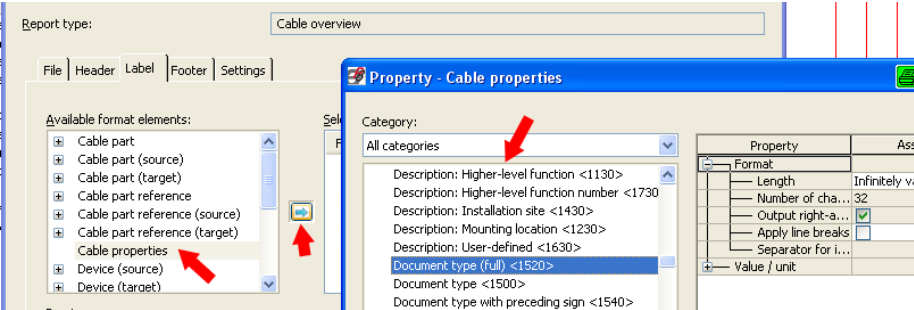 Report type:
Cable overview
File
Header
Label
Footer
Settings
Available format elements:
Cable part
Cable part (source)
Cable part (target)
Cable part reference
Cable part reference (source)
Cable part reference (target)
Cable properties
Device (source)
Device (target)
Property - Cable properties
Category:
All categories
Description: Higher-level function <1130>
Description: Higher-level function number <1730
Description: Installation site <1430>
Description: Mounting location <1230>
Description: User-defined <1630>
Document type (full) <1520>
Document type <1500>
Document type with preceding sign <1540>
Property
Ass
Format
Length
Infinitely va
Number of cha...
32
Output right-a...
Apply line breaks
Separator for i...
Value / unit